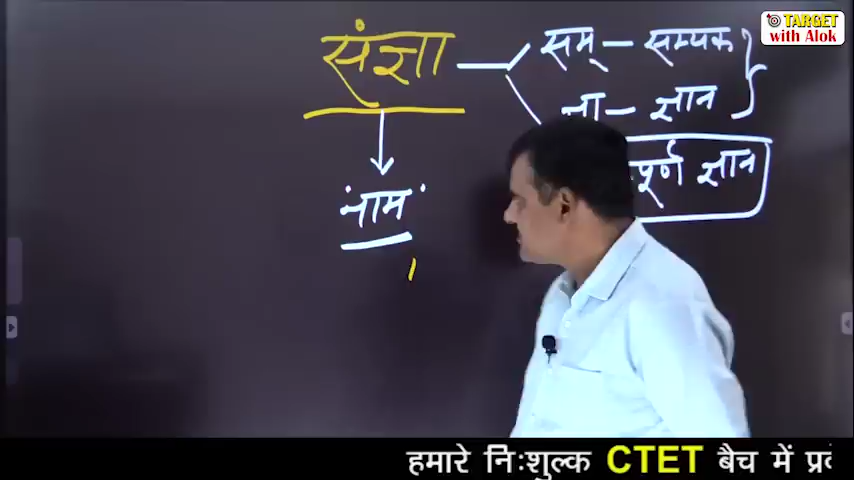 TARGET
with Alok
संज्ञा — सम् — सम्यक
ज्ञा — ज्ञान
पूर्ण ज्ञान
नाम
हमारे निःशुल्क CTET बैच में